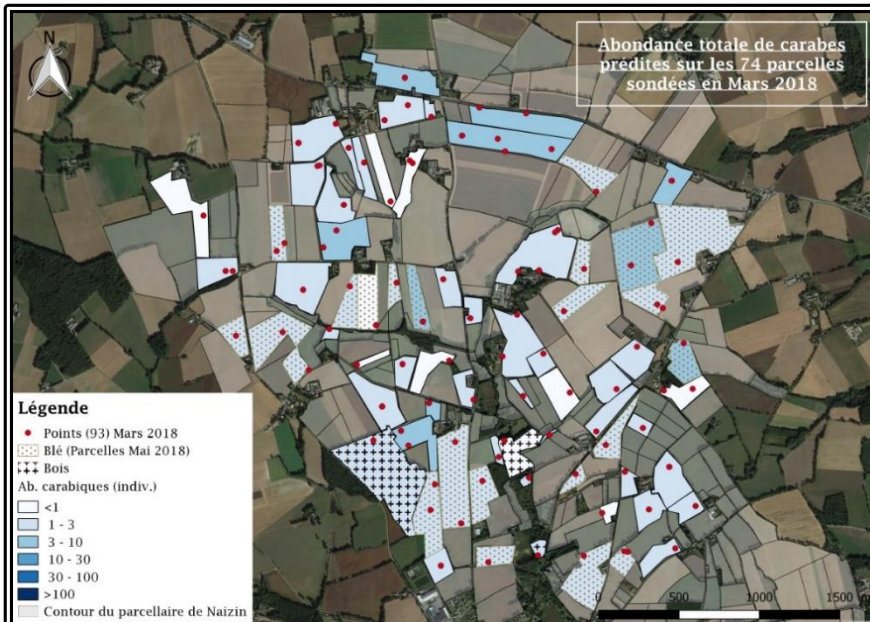 N
Abondance totale de carabes
prédites sur les 74 parcelles
sondées en Mars 2018
Légende
Points (93) Mars 2018
Blé (Parcelles Mai 2018)
Bois
Ab. carabiques (indiv.)
<1
1 - 3
3 - 10
10 - 30
30 - 100
>100
Contour du parcellaire de Naizin
0 500 1000 1500 m